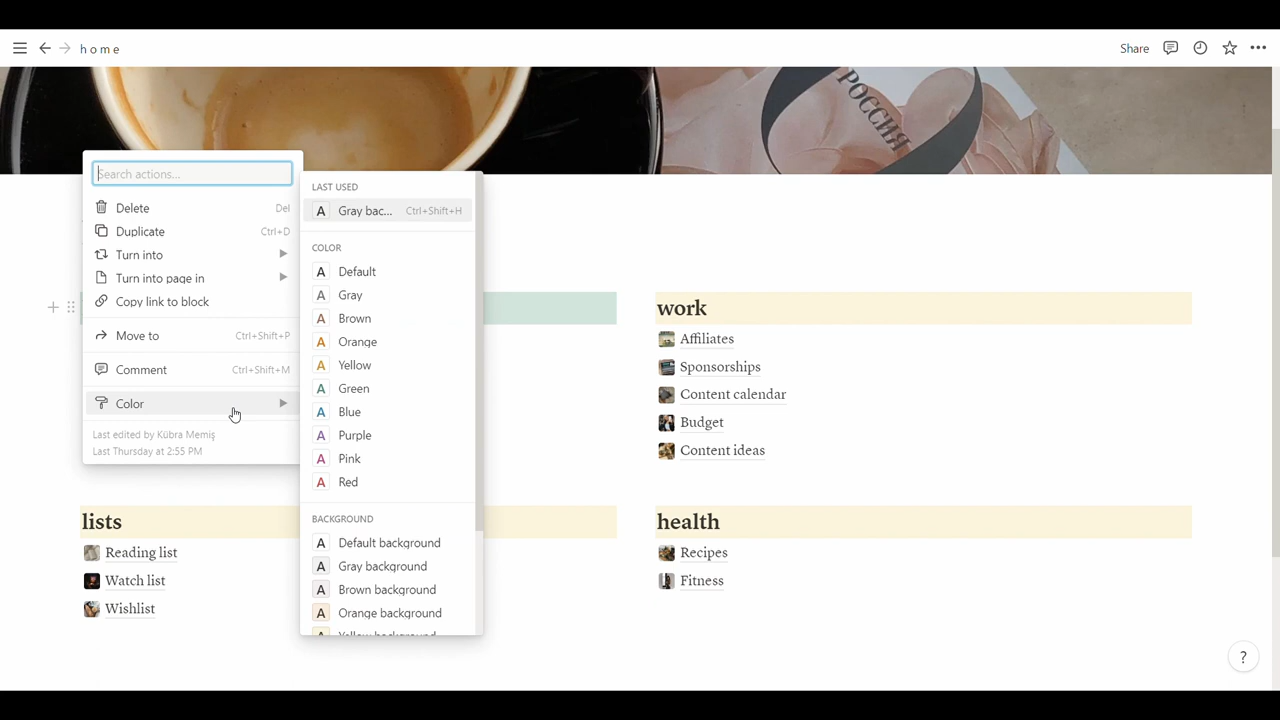 h o m e
Share
РОССИЯ
Search actions...
Delete Del
Duplicate Ctrl+D
Turn into
Turn into page in
Copy link to block
Move to Ctrl+Shift+P
Comment Ctrl+Shift+M
Color
Last edited by Kübra Memiş
Last Thursday at 2:55 PM
LAST USED
A Gray bac... Ctrl+Shift+H
COLOR
A Default
A Gray
A Brown
A Orange
A Yellow
A Green
A Blue
A Purple
A Pink
A Red
BACKGROUND
A Default background
A Gray background
A Brown background
A Orange background
A Yellow background
work
Affiliates
Sponsorships
Content calendar
Budget
Content ideas
lists
Reading list
Watch list
Wishlist
health
Recipes
Fitness
?